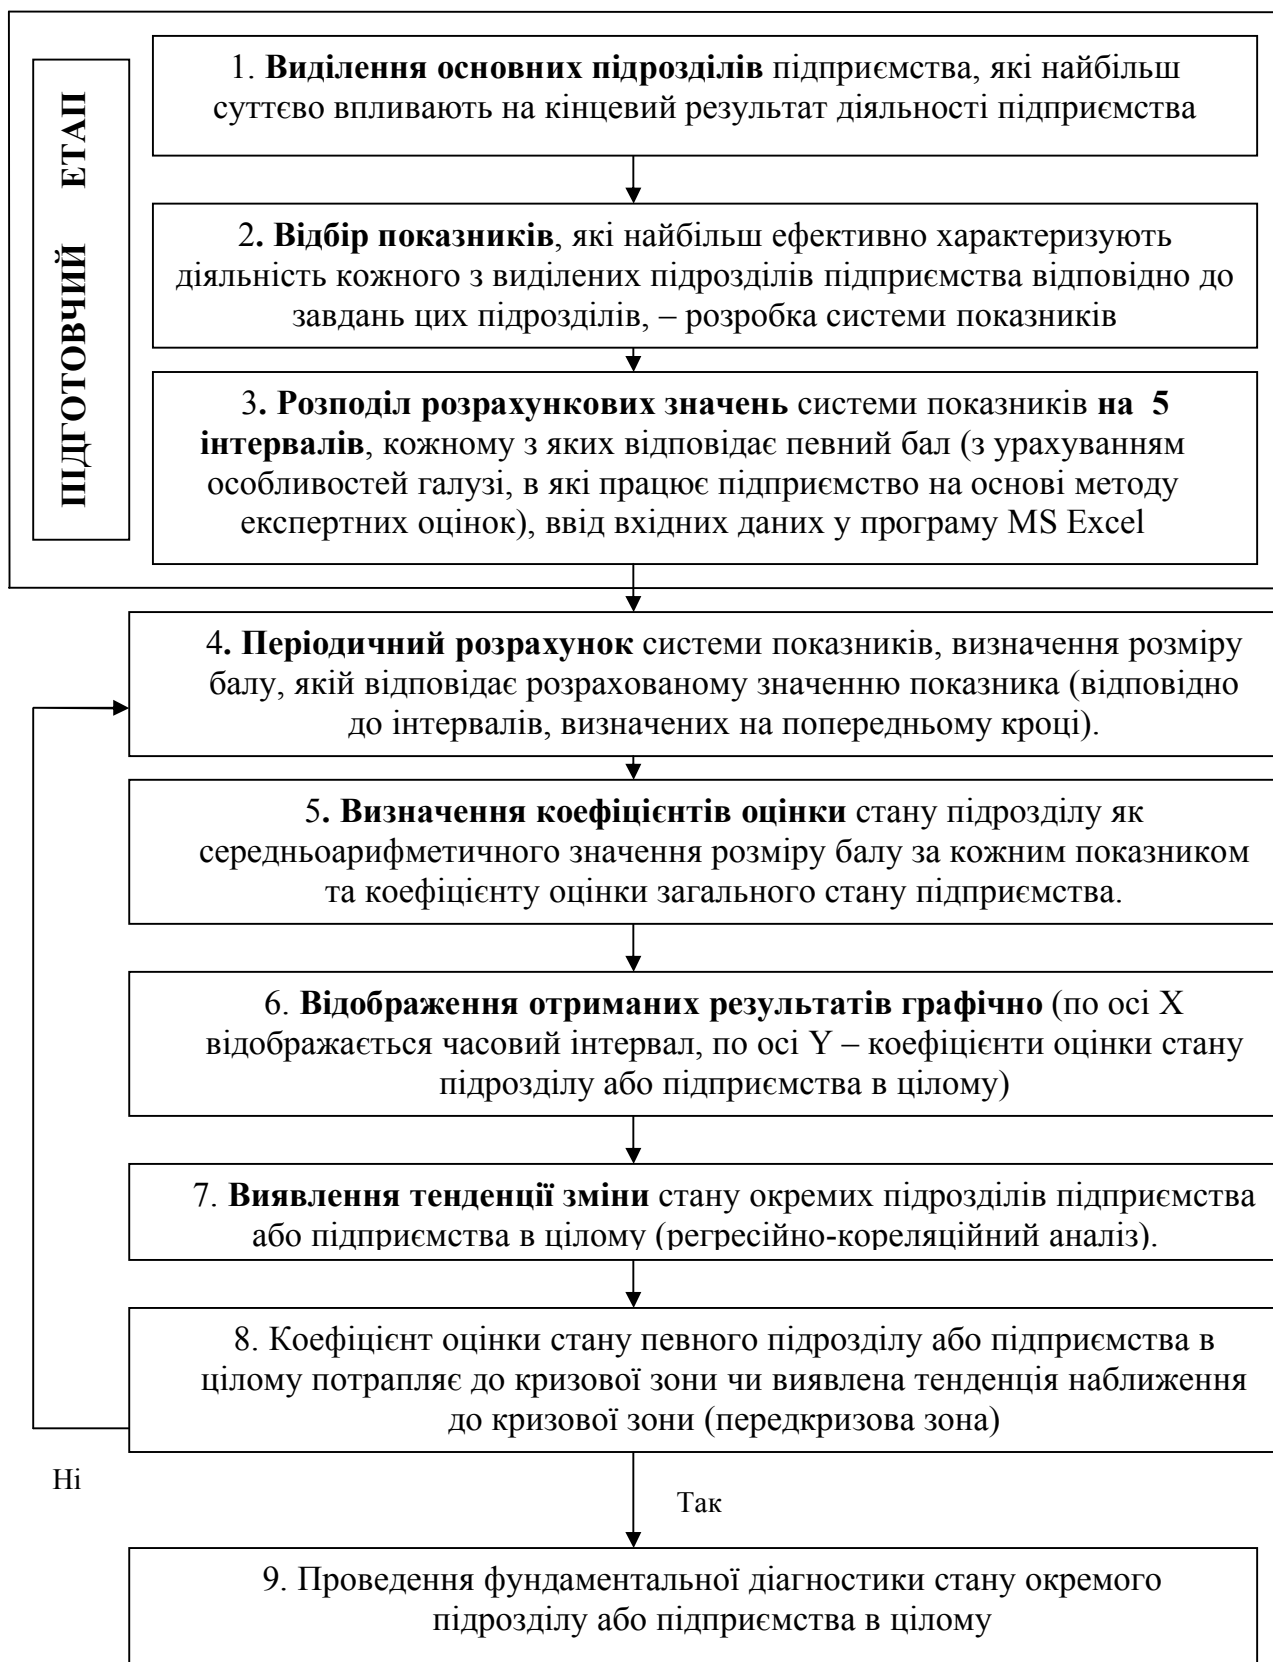 ПІДГОТОВЧИЙ ЕТАП
1. Виділення основних підрозділів підприємства, які найбільш
суттєво впливають на кінцевий результат діяльності підприємства
2. Відбір показників, які найбільш ефективно характеризують
діяльність кожного з виділених підрозділів підприємства відповідно до
завдань цих підрозділів, – розробка системи показників
3. Розподіл розрахункових значень системи показників на 5
інтервалів, кожному з яких відповідає певний бал (з урахуванням
особливостей галузі, в які працює підприємство на основі методу
експертних оцінок), ввід вхідних даних у програму MS Excel
4. Періодичний розрахунок системи показників, визначення розміру
балу, якій відповідає розрахованому значенню показника (відповідно
до інтервалів, визначених на попередньому кроці).
5. Визначення коефіцієнтів оцінки стану підрозділу як
середньоарифметичного значення розміру балу за кожним показником
та коефіцієнту оцінки загального стану підприємства.
6. Відображення отриманих результатів графічно (по осі X
відображається часовий інтервал, по осі Y – коефіцієнти оцінки стану
підрозділу або підприємства в цілому)
7. Виявлення тенденції зміни стану окремих підрозділів підприємства
або підприємства в цілому (регресійно-кореляційний аналіз).
8. Коефіцієнт оцінки стану певного підрозділу або підприємства в
цілому потрапляє до кризової зони чи виявлена тенденція наближення
до кризової зони (передкризова зона)
Ні
Так
9. Проведення фундаментальної діагностики стану окремого
підрозділу або підприємства в цілому